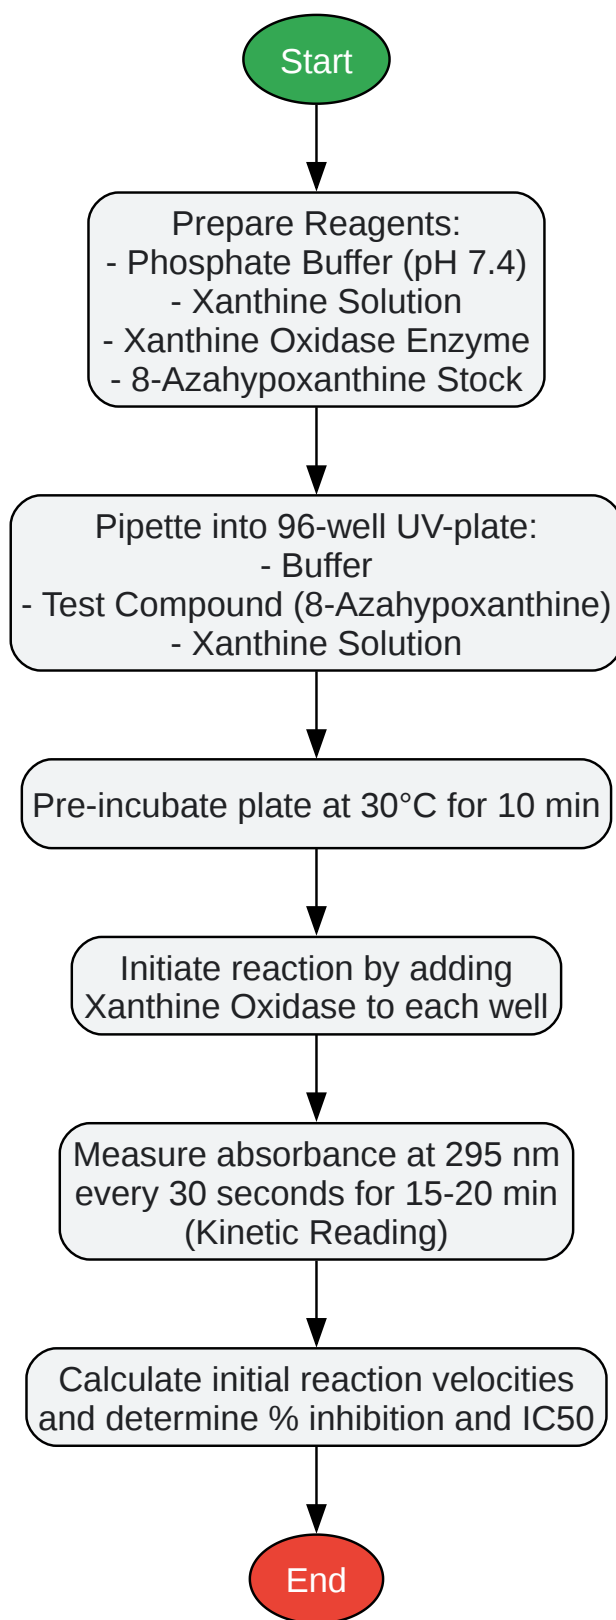 Start
Prepare Reagents:
- Phosphate Buffer (pH 7.4)
- Xanthine Solution
- Xanthine Oxidase Enzyme
- 8-Azahypoxanthine Stock
Pipette into 96-well UV-plate:
- Buffer
- Test Compound (8-Azahypoxanthine)
- Xanthine Solution
Pre-incubate plate at 30°C for 10 min
Initiate reaction by adding
Xanthine Oxidase to each well
Measure absorbance at 295 nm
every 30 seconds for 15-20 min
(Kinetic Reading)
Calculate initial reaction velocities
and determine % inhibition and IC50
End